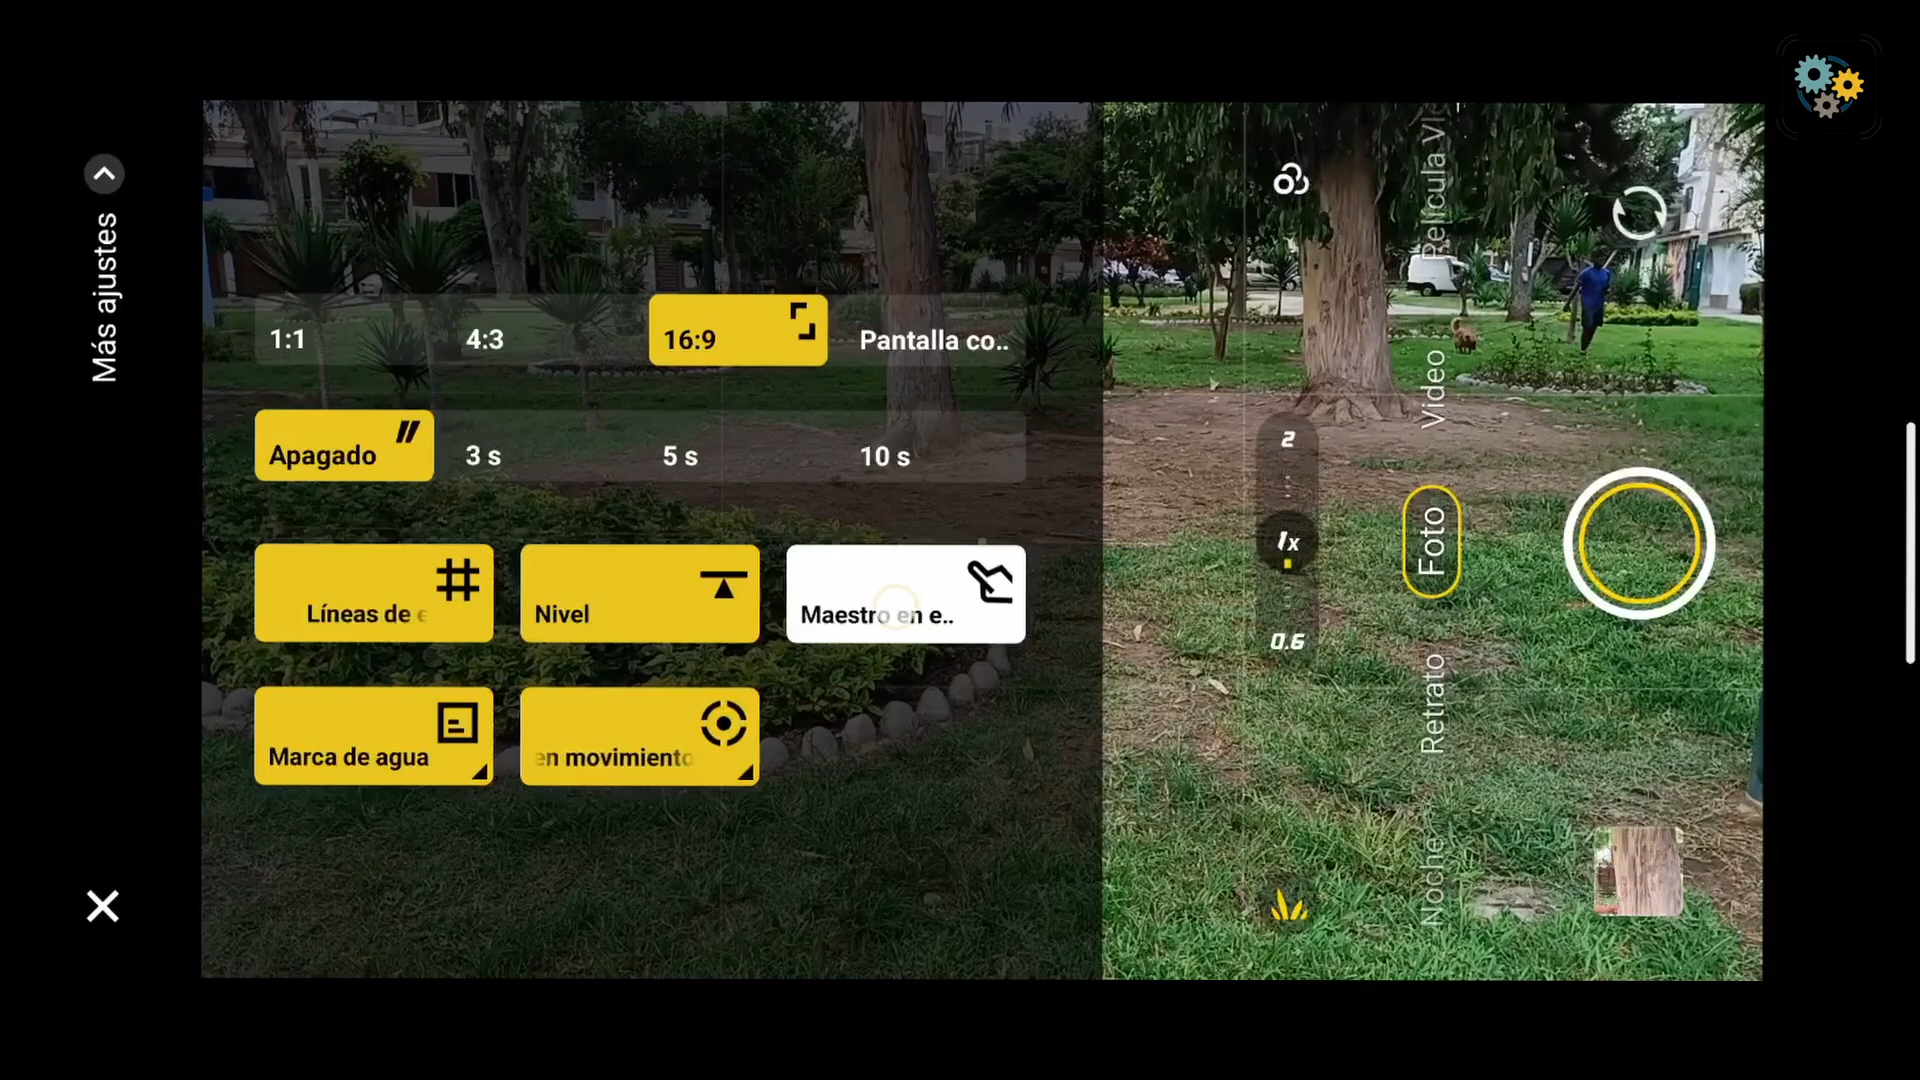 Más ajustes
1:1
4:3
16:9
Pantalla co..
Apagado
3 s
5 s
10 s
Líneas de e
Nivel
Maestro en e..
Marca de agua
en movimiento
2
1x
0.6
Película
Video
Foto
Retrato
Noche